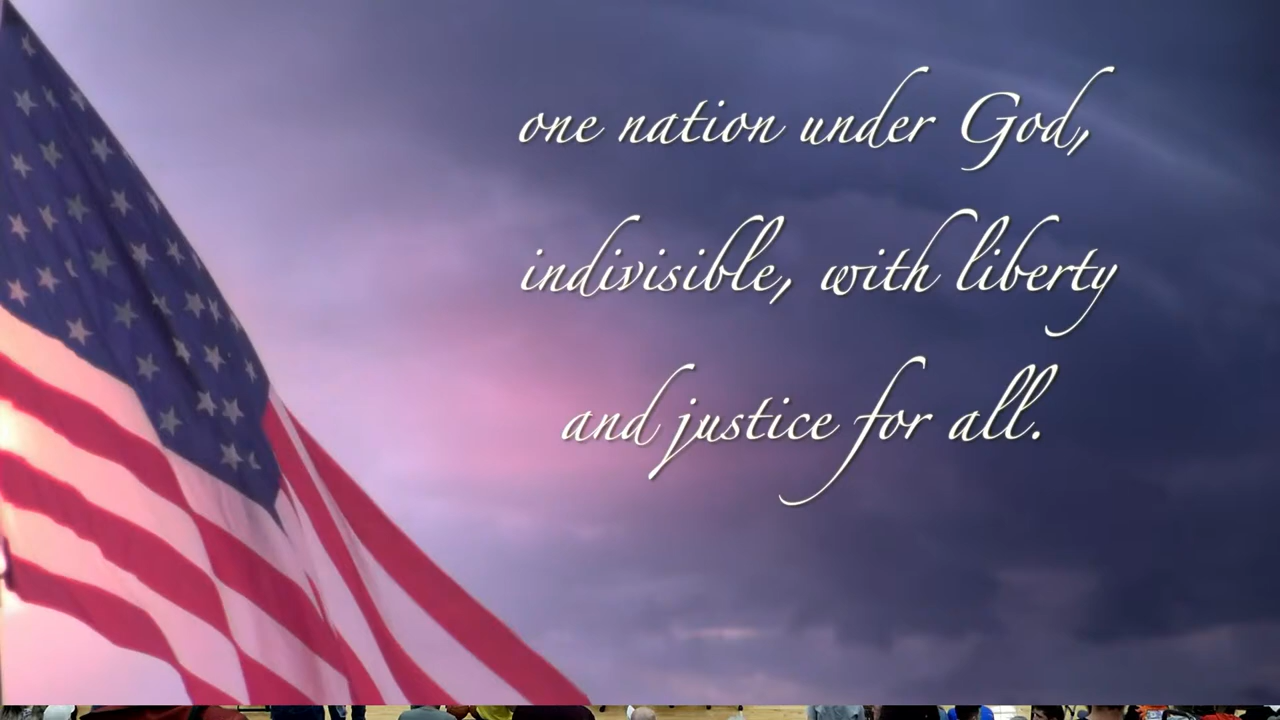 one nation under God,
indivisible, with liberty
and justice for all.